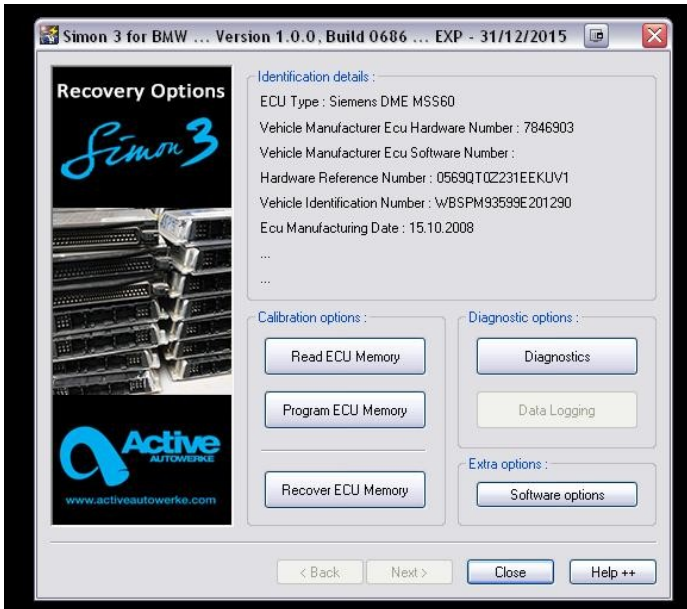 Simon 3 for BMW ... Version 1.0.0, Build 0686 ... EXP - 31/12/2015
Recovery Options
Simon 3
Active
AUTOWERKE
www.activeautowerke.com
Identification details :
ECU Type : Siemens DME MSS60
Vehicle Manufacturer Ecu Hardware Number : 7846903
Vehicle Manufacturer Ecu Software Number :
Hardware Reference Number : 0569QT0Z231EEKUV1
Vehicle Identification Number : WBSPM93599E201290
Ecu Manufacturing Date : 15.10.2008
...
...
Calibration options :
Read ECU Memory
Program ECU Memory
Recover ECU Memory
Diagnostic options :
Diagnostics
Data Logging
Extra options :
Software options
< Back
Next >
Close
Help ++